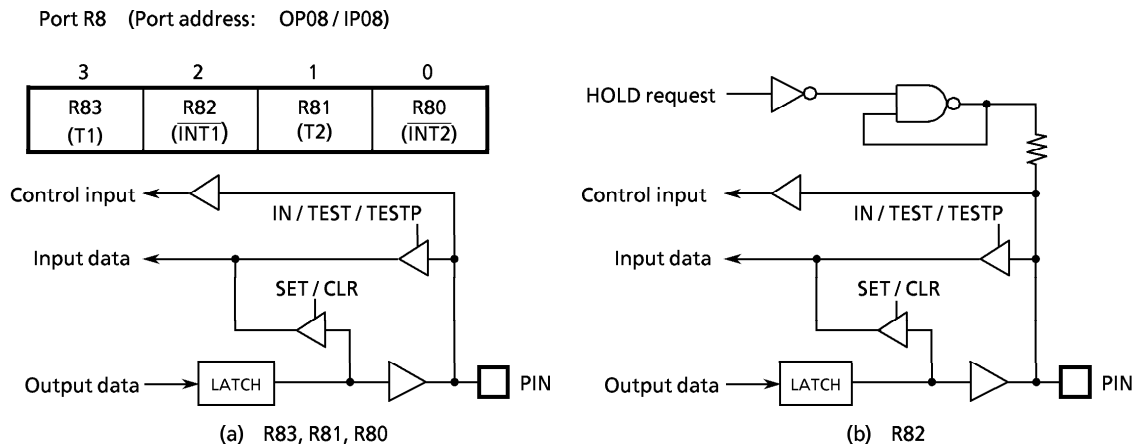 Port R8 (Port address: OP08 / IP08)
3 2 1 0
R83 R82 R81 R80
(T1) (INT1) (T2) (INT2)
Control input
IN / TEST / TESTP
Input data
SET / CLR
Output data
LATCH
PIN
(a) R83, R81, R80
HOLD request
Control input
IN / TEST / TESTP
Input data
SET / CLR
Output data
LATCH
PIN
(b) R82